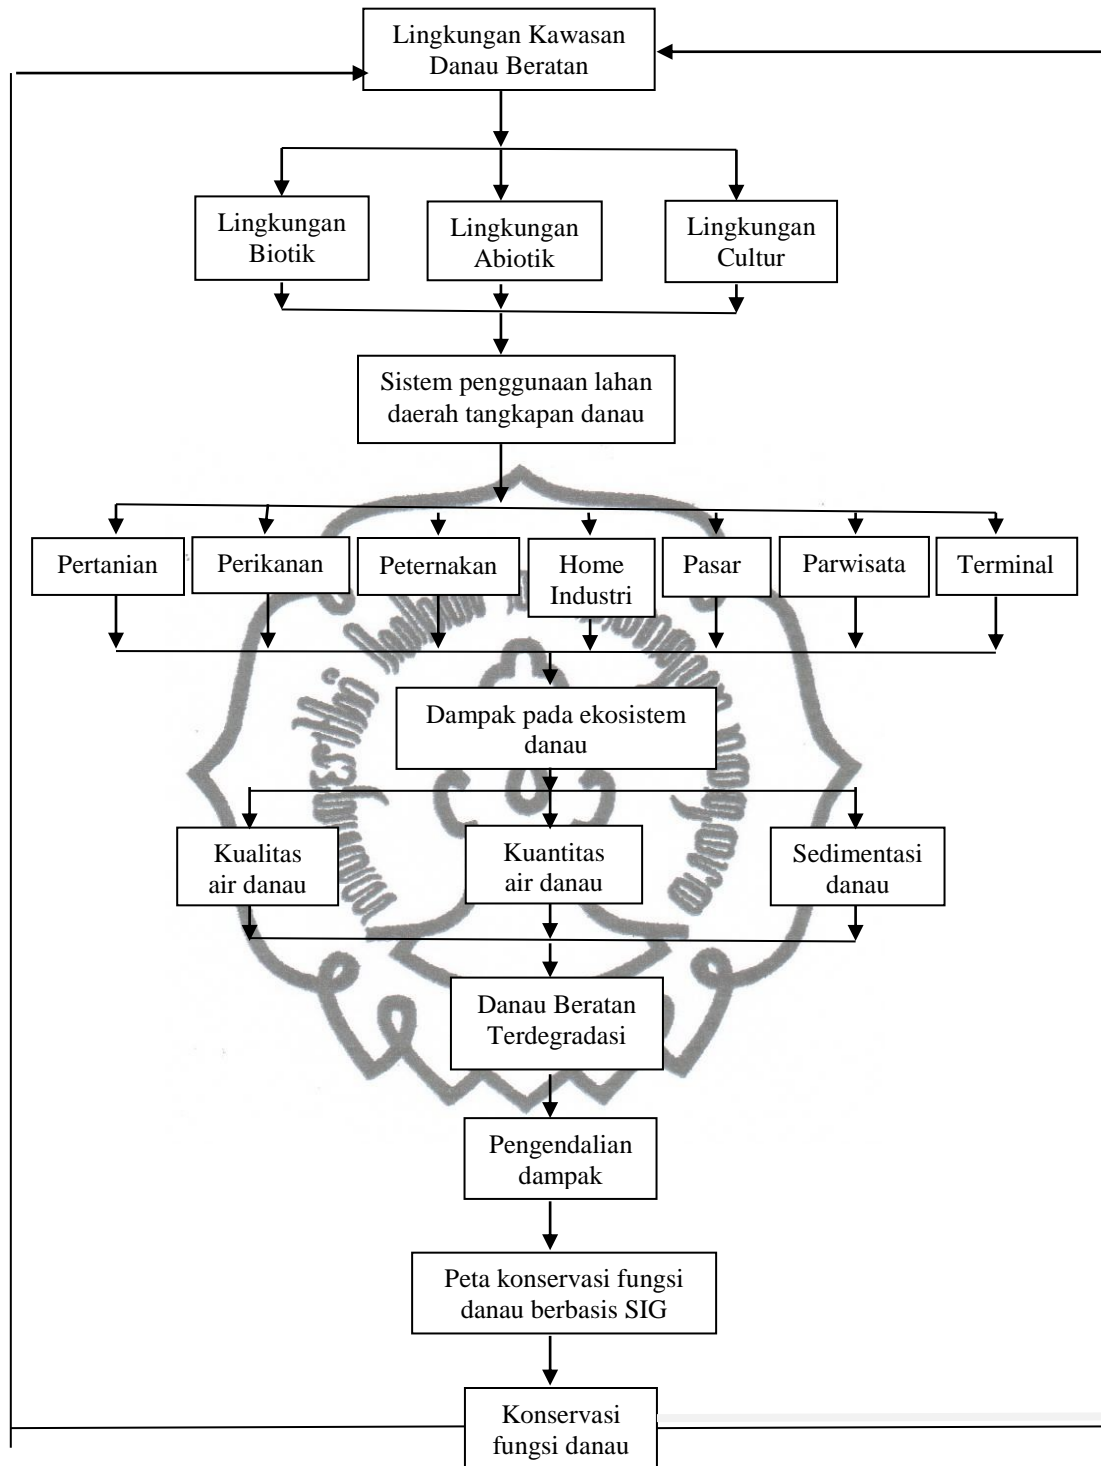 Lingkungan Kawasan
Danau Beratan
Lingkungan
Biotik
Lingkungan
Abiotik
Lingkungan
Cultur
Sistem penggunaan lahan
daerah tangkapan danau
Pertanian
Perikanan
Peternakan
Home
Industri
Pasar
Parwisata
Terminal
Dampak pada ekosistem
danau
Kualitas
air danau
Kuantitas
air danau
Sedimentasi
danau
Danau Beratan
Terdegradasi
Pengendalian
dampak
Peta konservasi fungsi
danau berbasis SIG
Konservasi
fungsi danau